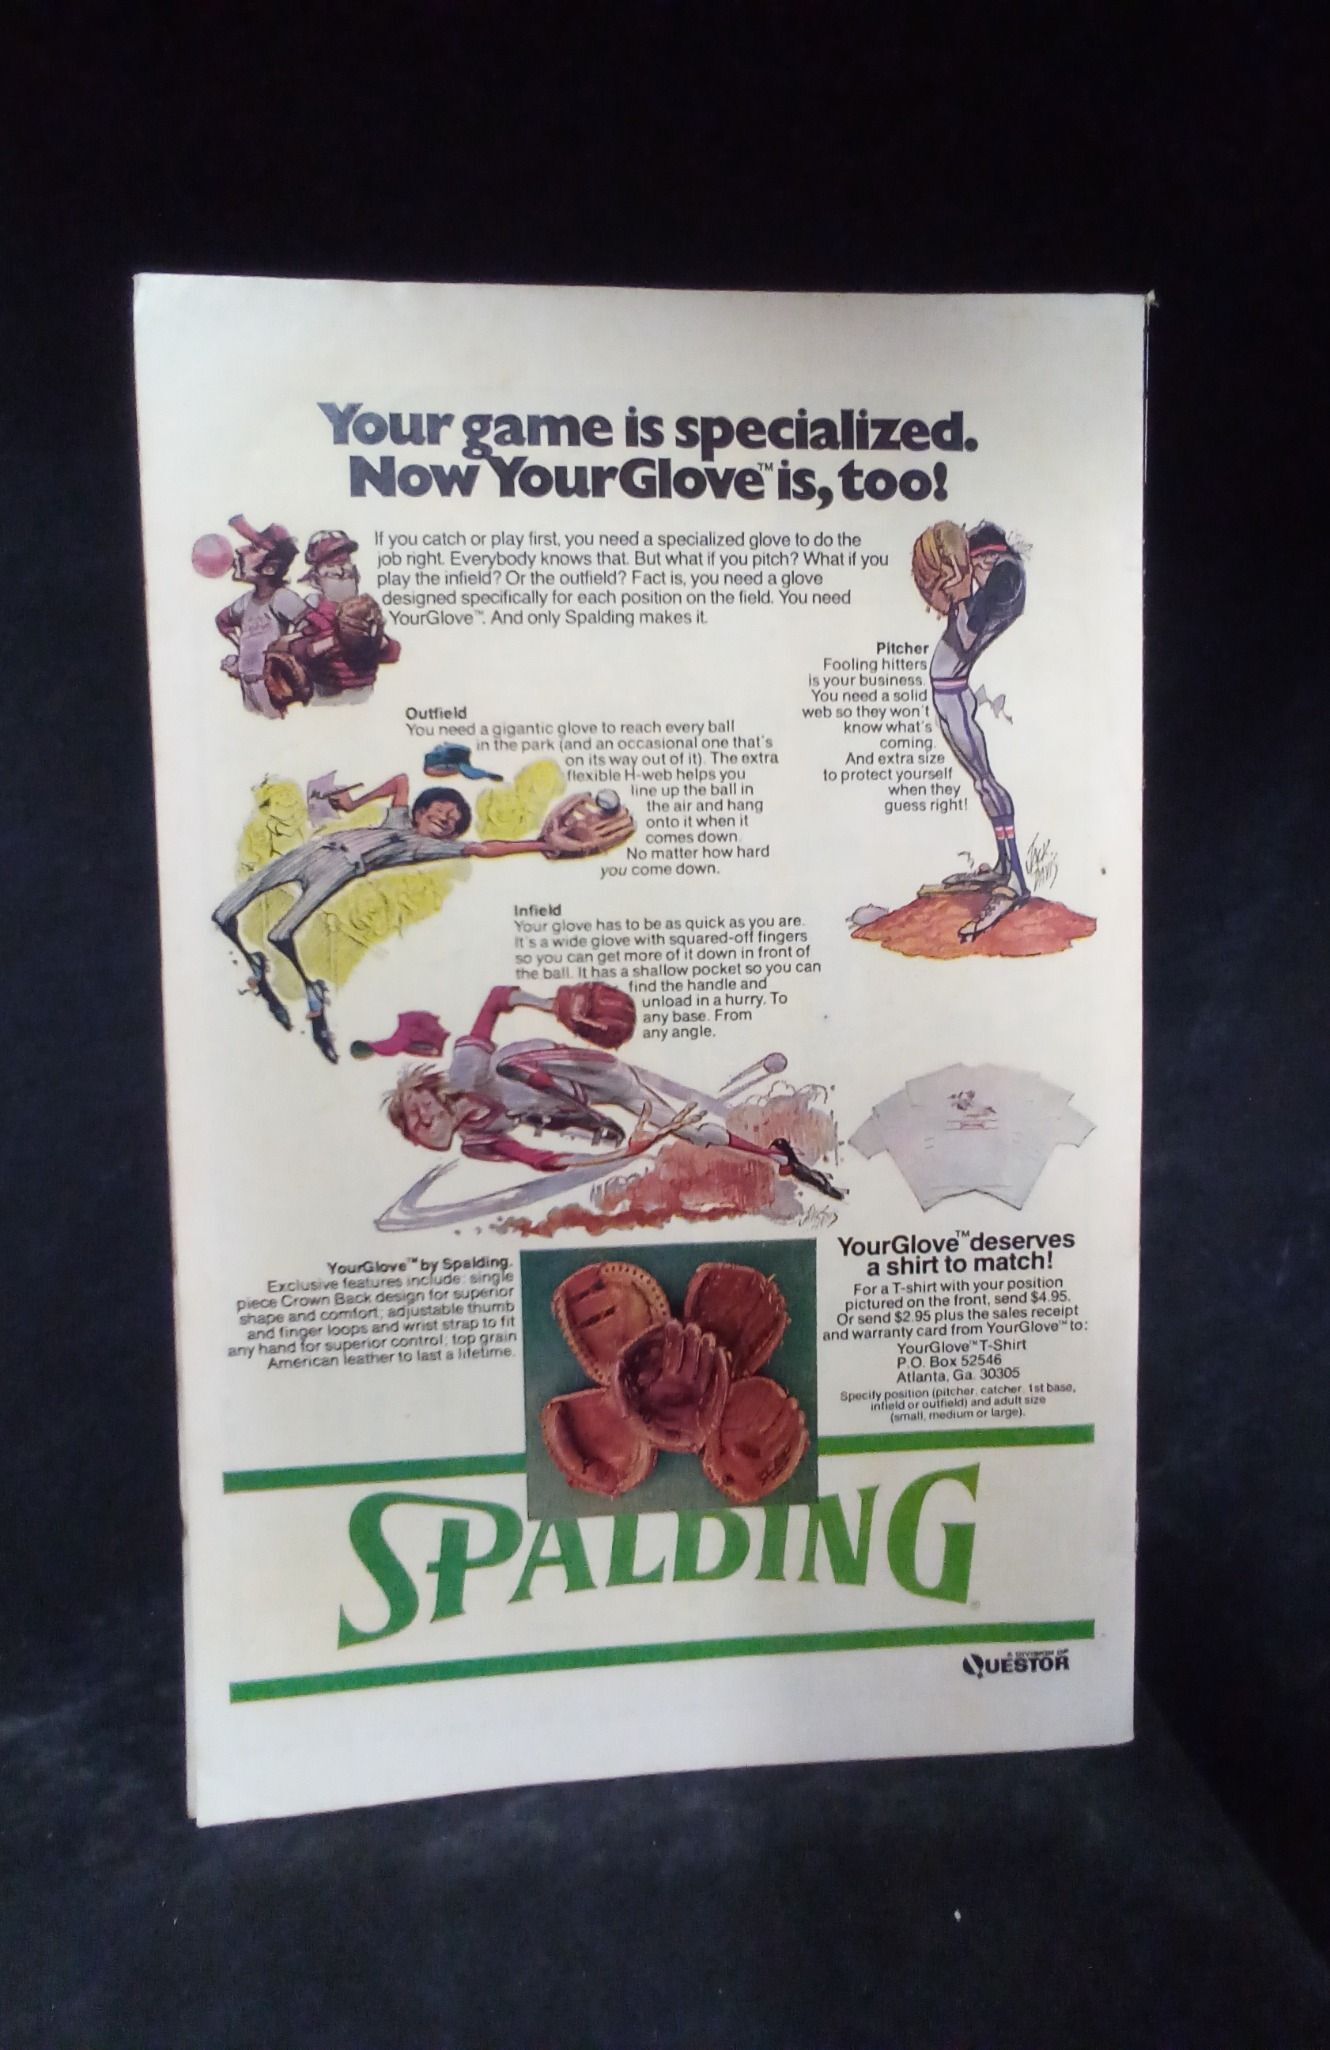 Your game is specialized.
Now YourGlove™ is, too!
If you catch or play first, you need a specialized glove to do the
job right. Everybody knows that. But what if you pitch? What if you
play the infield? Or the outfield? Fact is, you need a glove
designed specifically for each position on the field. You need
YourGlove™. And only Spalding makes it.
Pitcher
Fooling hitters
is your business.
You need a solid
web so they won't
know what's
coming.
And extra size
to protect yourself
when they
guess right!
JACK
DAVIS
Outfield
You need a gigantic glove to reach every ball
in the park (and an occasional one that's
on its way out of it). The extra
flexible H-web helps you
line up the ball in
the air and hang
onto it when it
comes down.
No matter how hard
you come down.
Infield
Your glove has to be as quick as you are.
It's a wide glove with squared-off fingers
so you can get more of it down in front of
the ball. It has a shallow pocket so you can
find the handle and
unload in a hurry. To
any base. From
any angle.
YourGlove™ by Spalding.
Exclusive features include: single
piece Crown Back design for superior
shape and comfort; adjustable thumb
and finger loops and wrist strap to fit
any hand for superior control; top grain
American leather to last a lifetime.
YourGlove™ deserves
a shirt to match!
For a T-shirt with your position
pictured on the front, send $4.95.
Or send $2.95 plus the sales receipt
and warranty card from YourGlove™ to:
YourGlove™ T-Shirt
P.O. Box 52546
Atlanta, Ga. 30305
Specify position (pitcher, catcher, 1st base,
infield or outfield) and adult size
(small, medium or large).
SPALDING
A DIVISION OF
QUESTOR